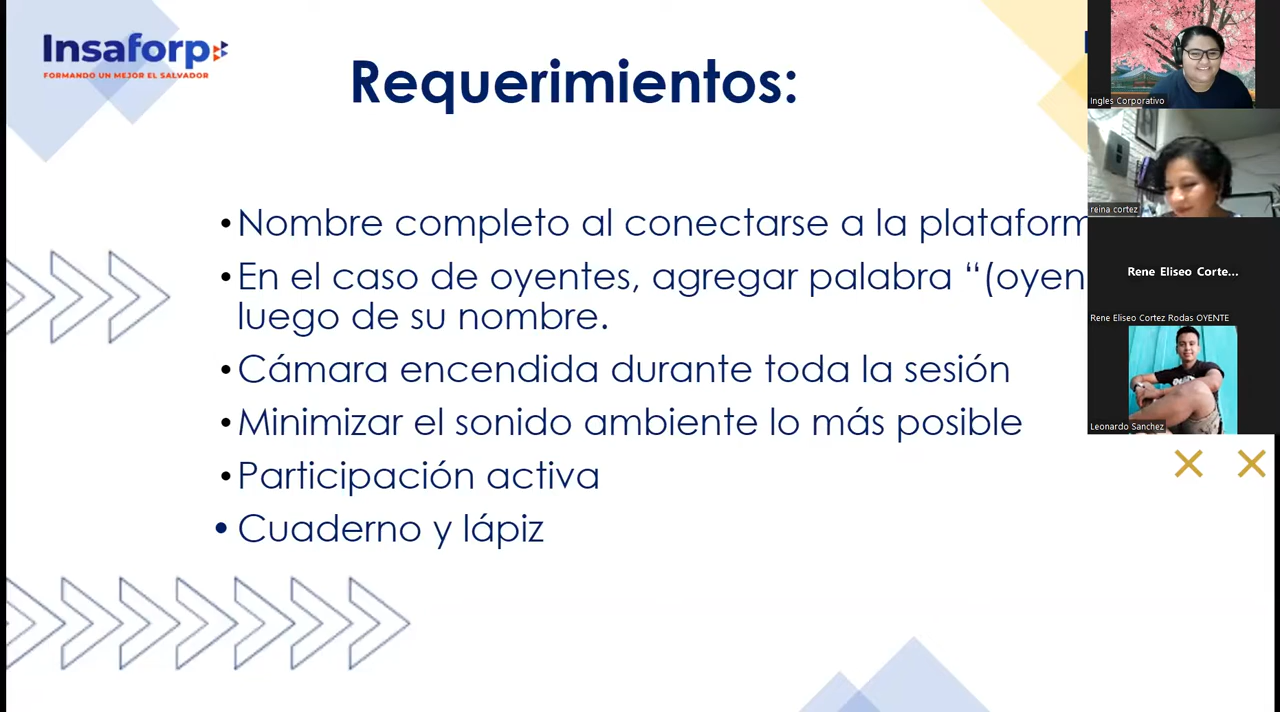 Insaforp
FORMANDO UN MEJOR EL SALVADOR
Requerimientos:
• Nombre completo al conectarse a la plataform
• En el caso de oyentes, agregar palabra “(oyen
luego de su nombre.
• Cámara encendida durante toda la sesión
• Minimizar el sonido ambiente lo más posible
• Participación activa
• Cuaderno y lápiz
Ingles Corporativo
reina cortez
Rene Eliseo Corte...
Rene Eliseo Cortez Rodas OYENTE
Leonardo Sanchez